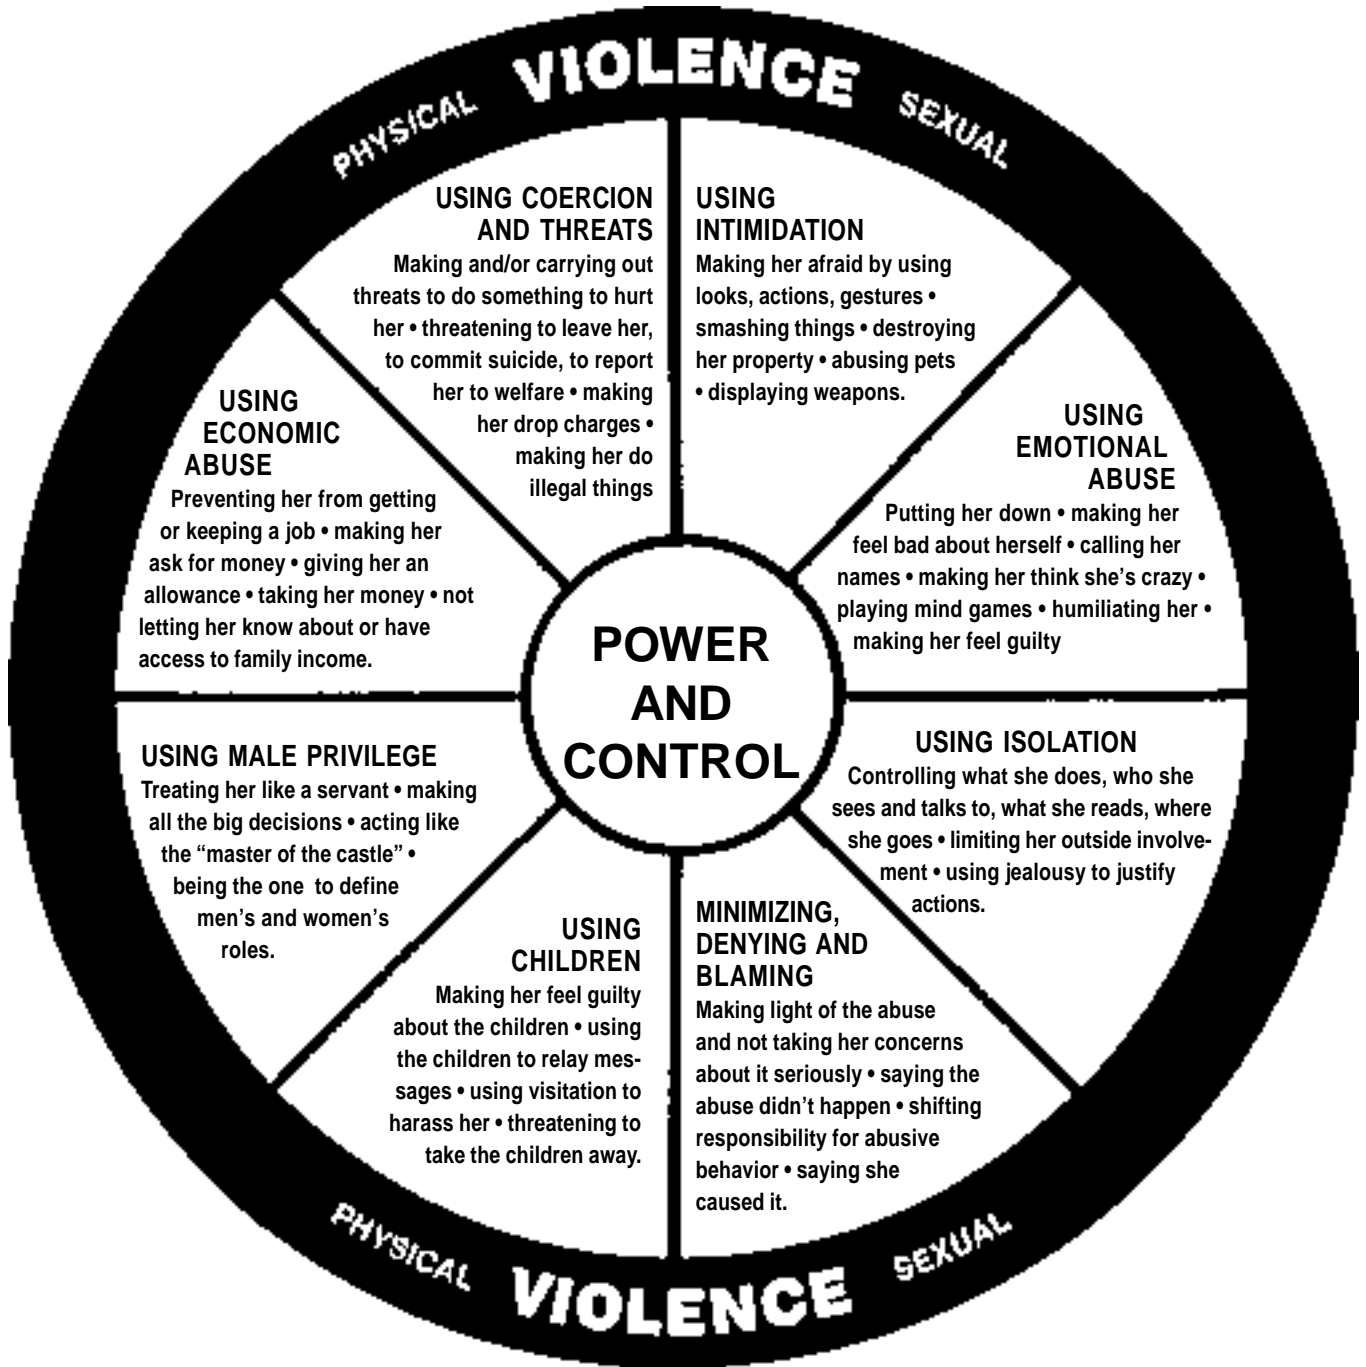 PHYSICAL VIOLENCE SEXUAL
USING COERCION
AND THREATS
Making and/or carrying out
threats to do something to hurt
her • threatening to leave her,
to commit suicide, to report
her to welfare • making
her drop charges •
making her do
illegal things
USING
INTIMIDATION
Making her afraid by using
looks, actions, gestures •
smashing things • destroying
her property • abusing pets
• displaying weapons.
USING
EMOTIONAL
ABUSE
Putting her down • making her
feel bad about herself • calling her
names • making her think she’s crazy •
playing mind games • humiliating her •
making her feel guilty
USING ISOLATION
Controlling what she does, who she
sees and talks to, what she reads, where
she goes • limiting her outside involve-
ment • using jealousy to justify
actions.
MINIMIZING,
DENYING AND
BLAMING
Making light of the abuse
and not taking her concerns
about it seriously • saying the
abuse didn’t happen • shifting
responsibility for abusive
behavior • saying she
caused it.
USING
CHILDREN
Making her feel guilty
about the children • using
the children to relay mes-
sages • using visitation to
harass her • threatening to
take the children away.
USING MALE PRIVILEGE
Treating her like a servant • making
all the big decisions • acting like
the “master of the castle” •
being the one  to define
men’s and women’s
roles.
USING
ECONOMIC
ABUSE
Preventing her from getting
or keeping a job • making her
ask for money • giving her an
allowance • taking her money • not
letting her know about or have
access to family income.
POWER
AND
CONTROL
PHYSICAL VIOLENCE SEXUAL